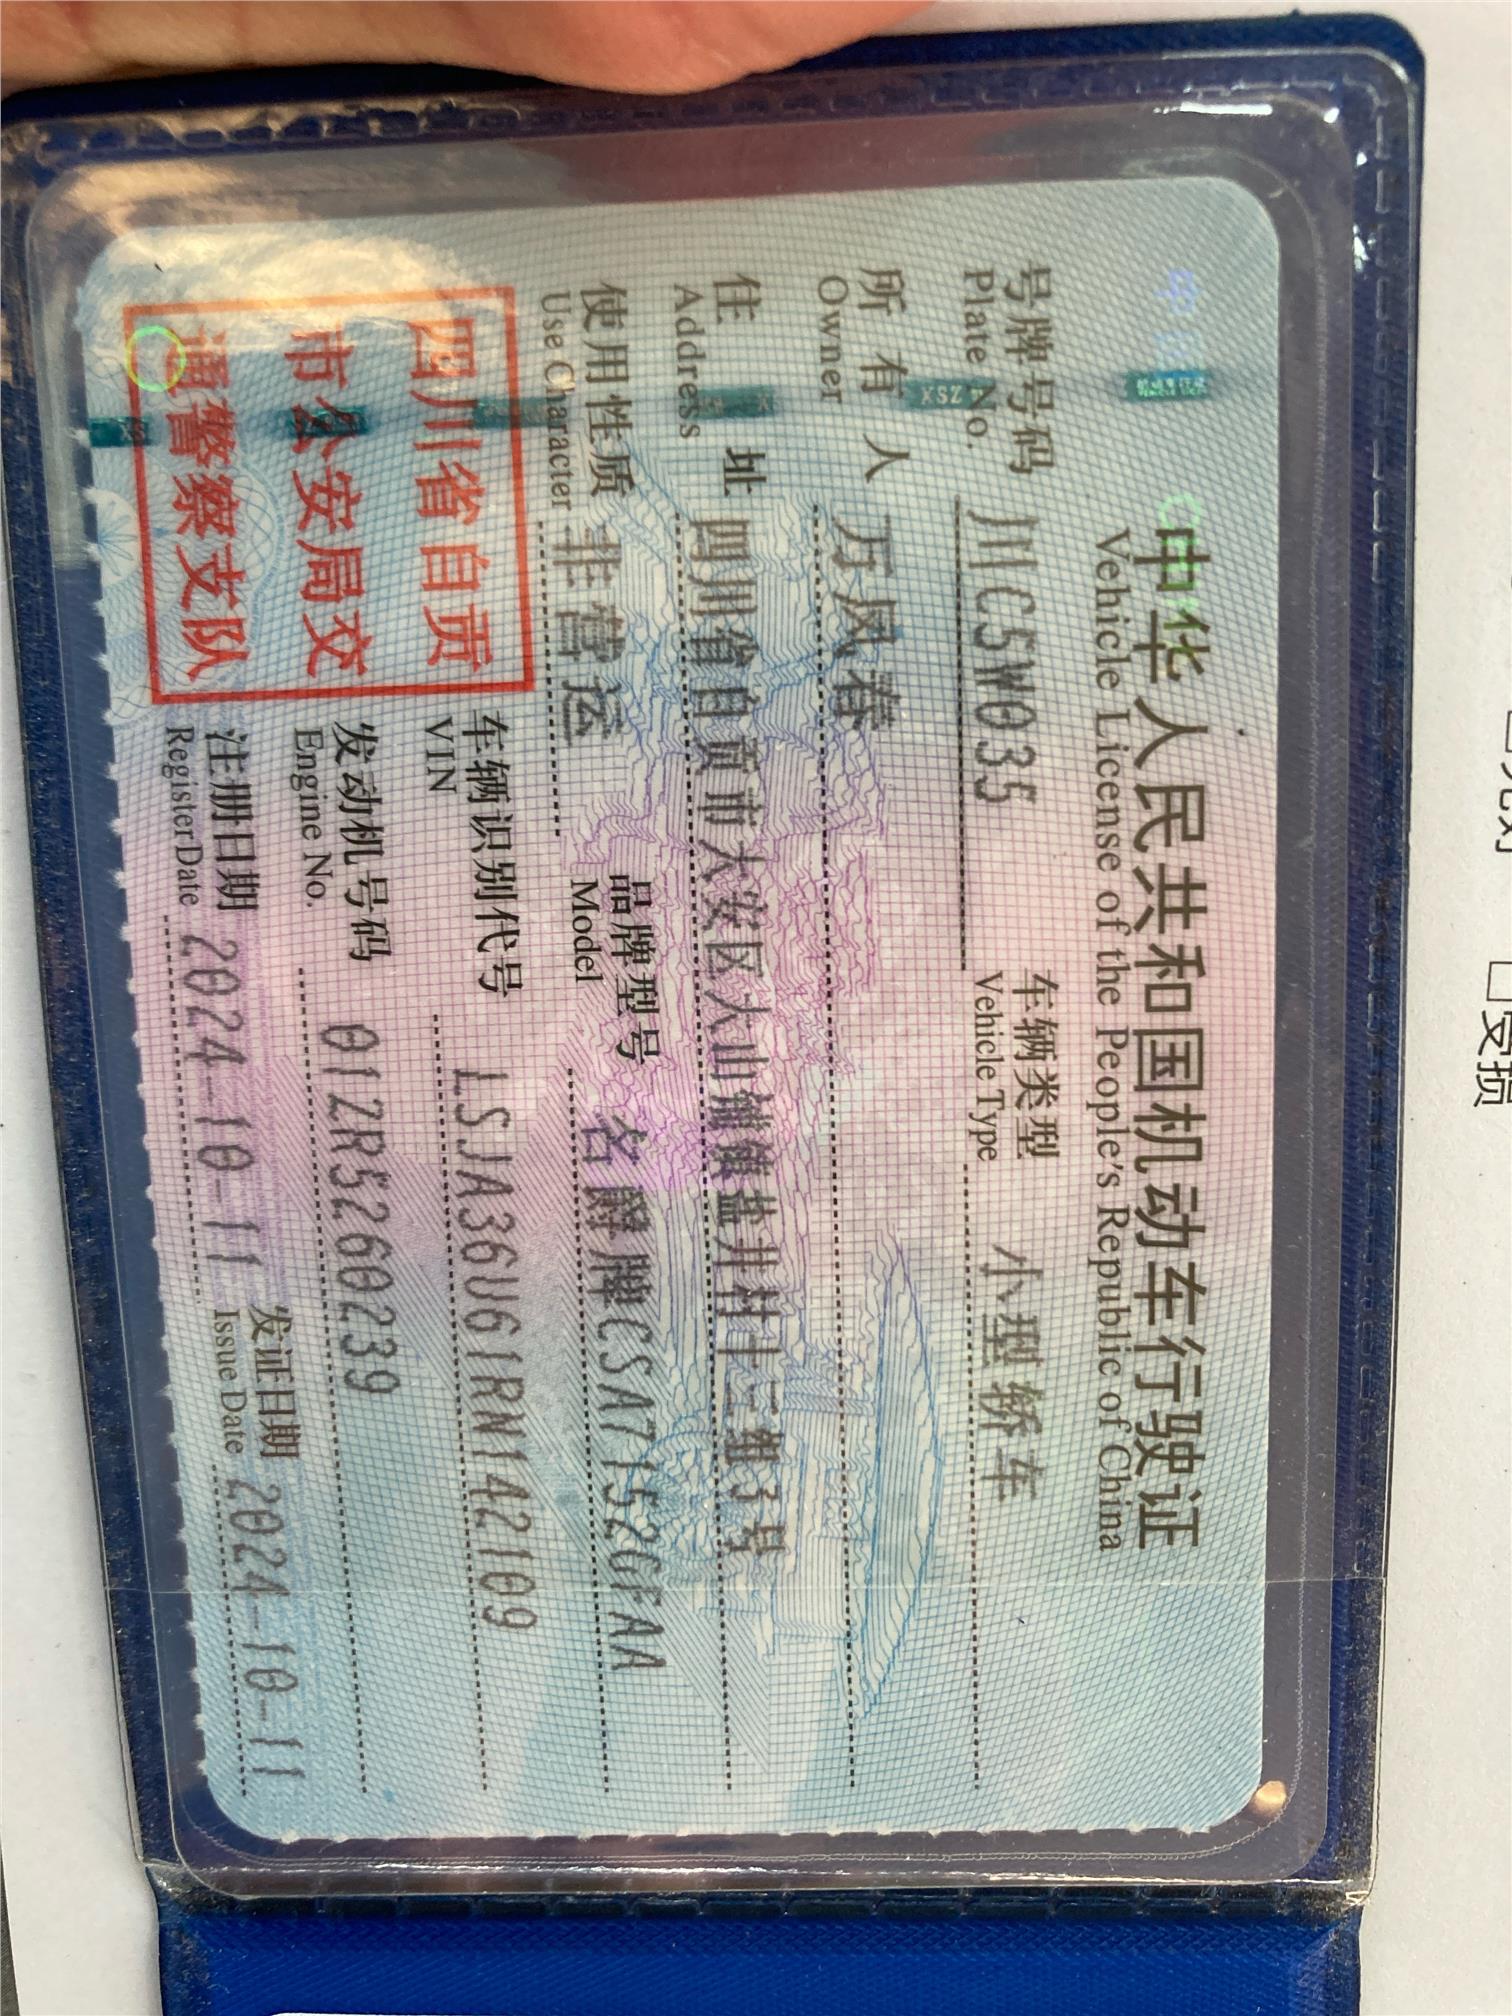 中华人民共和国机动车行驶证
Vehicle License of the People's Republic of China
号牌号码 川C5W035 车辆类型 小型轿车
Plate No. Vehicle Type
所有人 万凤春
Owner
住址 四川省自贡市大安区大山铺镇盐井村十二组3号
Address
使用性质 非营运 品牌型号 名爵牌CSA7152GFAA
Use Character Model
四川省自贡
市公安局交
通警察支队
车辆识别代号 LSJA36U61RN142109
VIN
发动机号码 01ZR5260239
Engine No.
注册日期 2024-10-11 发证日期 2024-10-11
Register Date Issue Date
受损